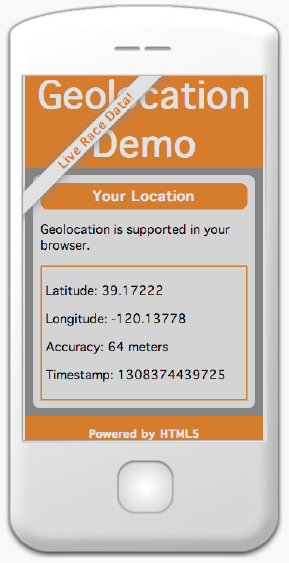 Geolocation
Demo
Live Race Data!
Your Location
Geolocation is supported in your
browser.
Latitude: 39.17222
Longitude: -120.13778
Accuracy: 64 meters
Timestamp: 1308374439725
Powered by HTML5